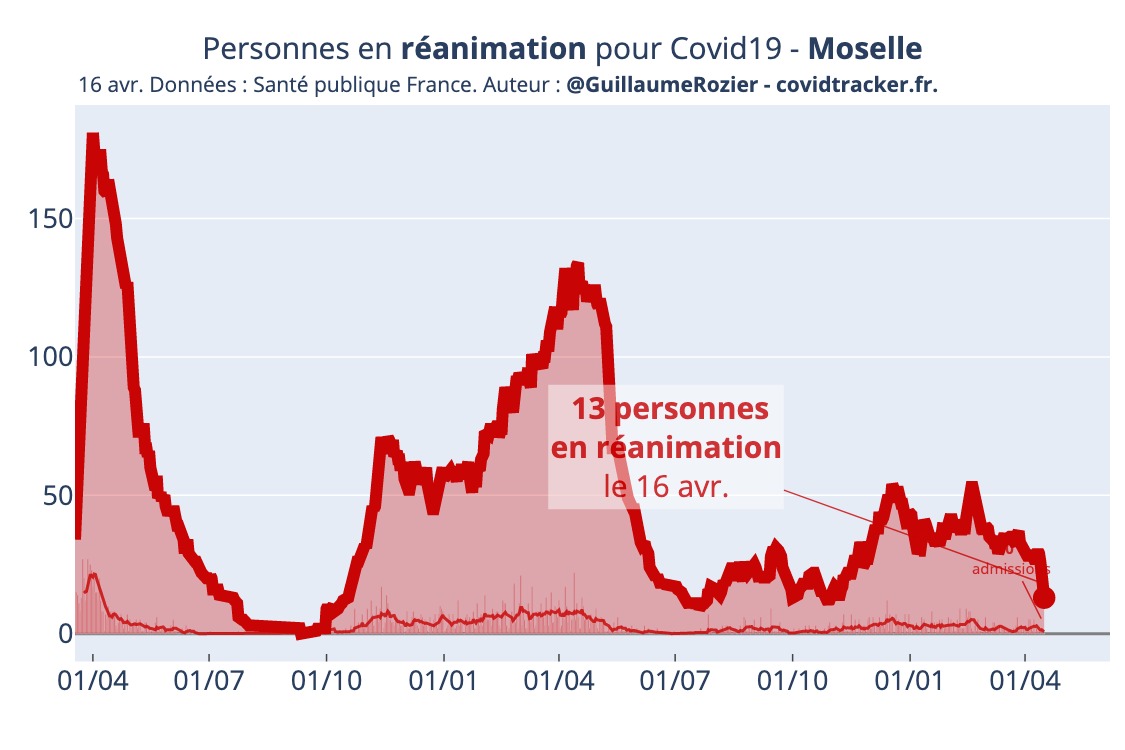 Personnes en réanimation pour Covid19 - Moselle
16 avr. Données : Santé publique France. Auteur : @GuillaumeRozier - covidtracker.fr.
150
100
50
0
13 personnes
en réanimation
le 16 avr.
0
admissions
01/04 01/07 01/10 01/01 01/04 01/07 01/10 01/01 01/04